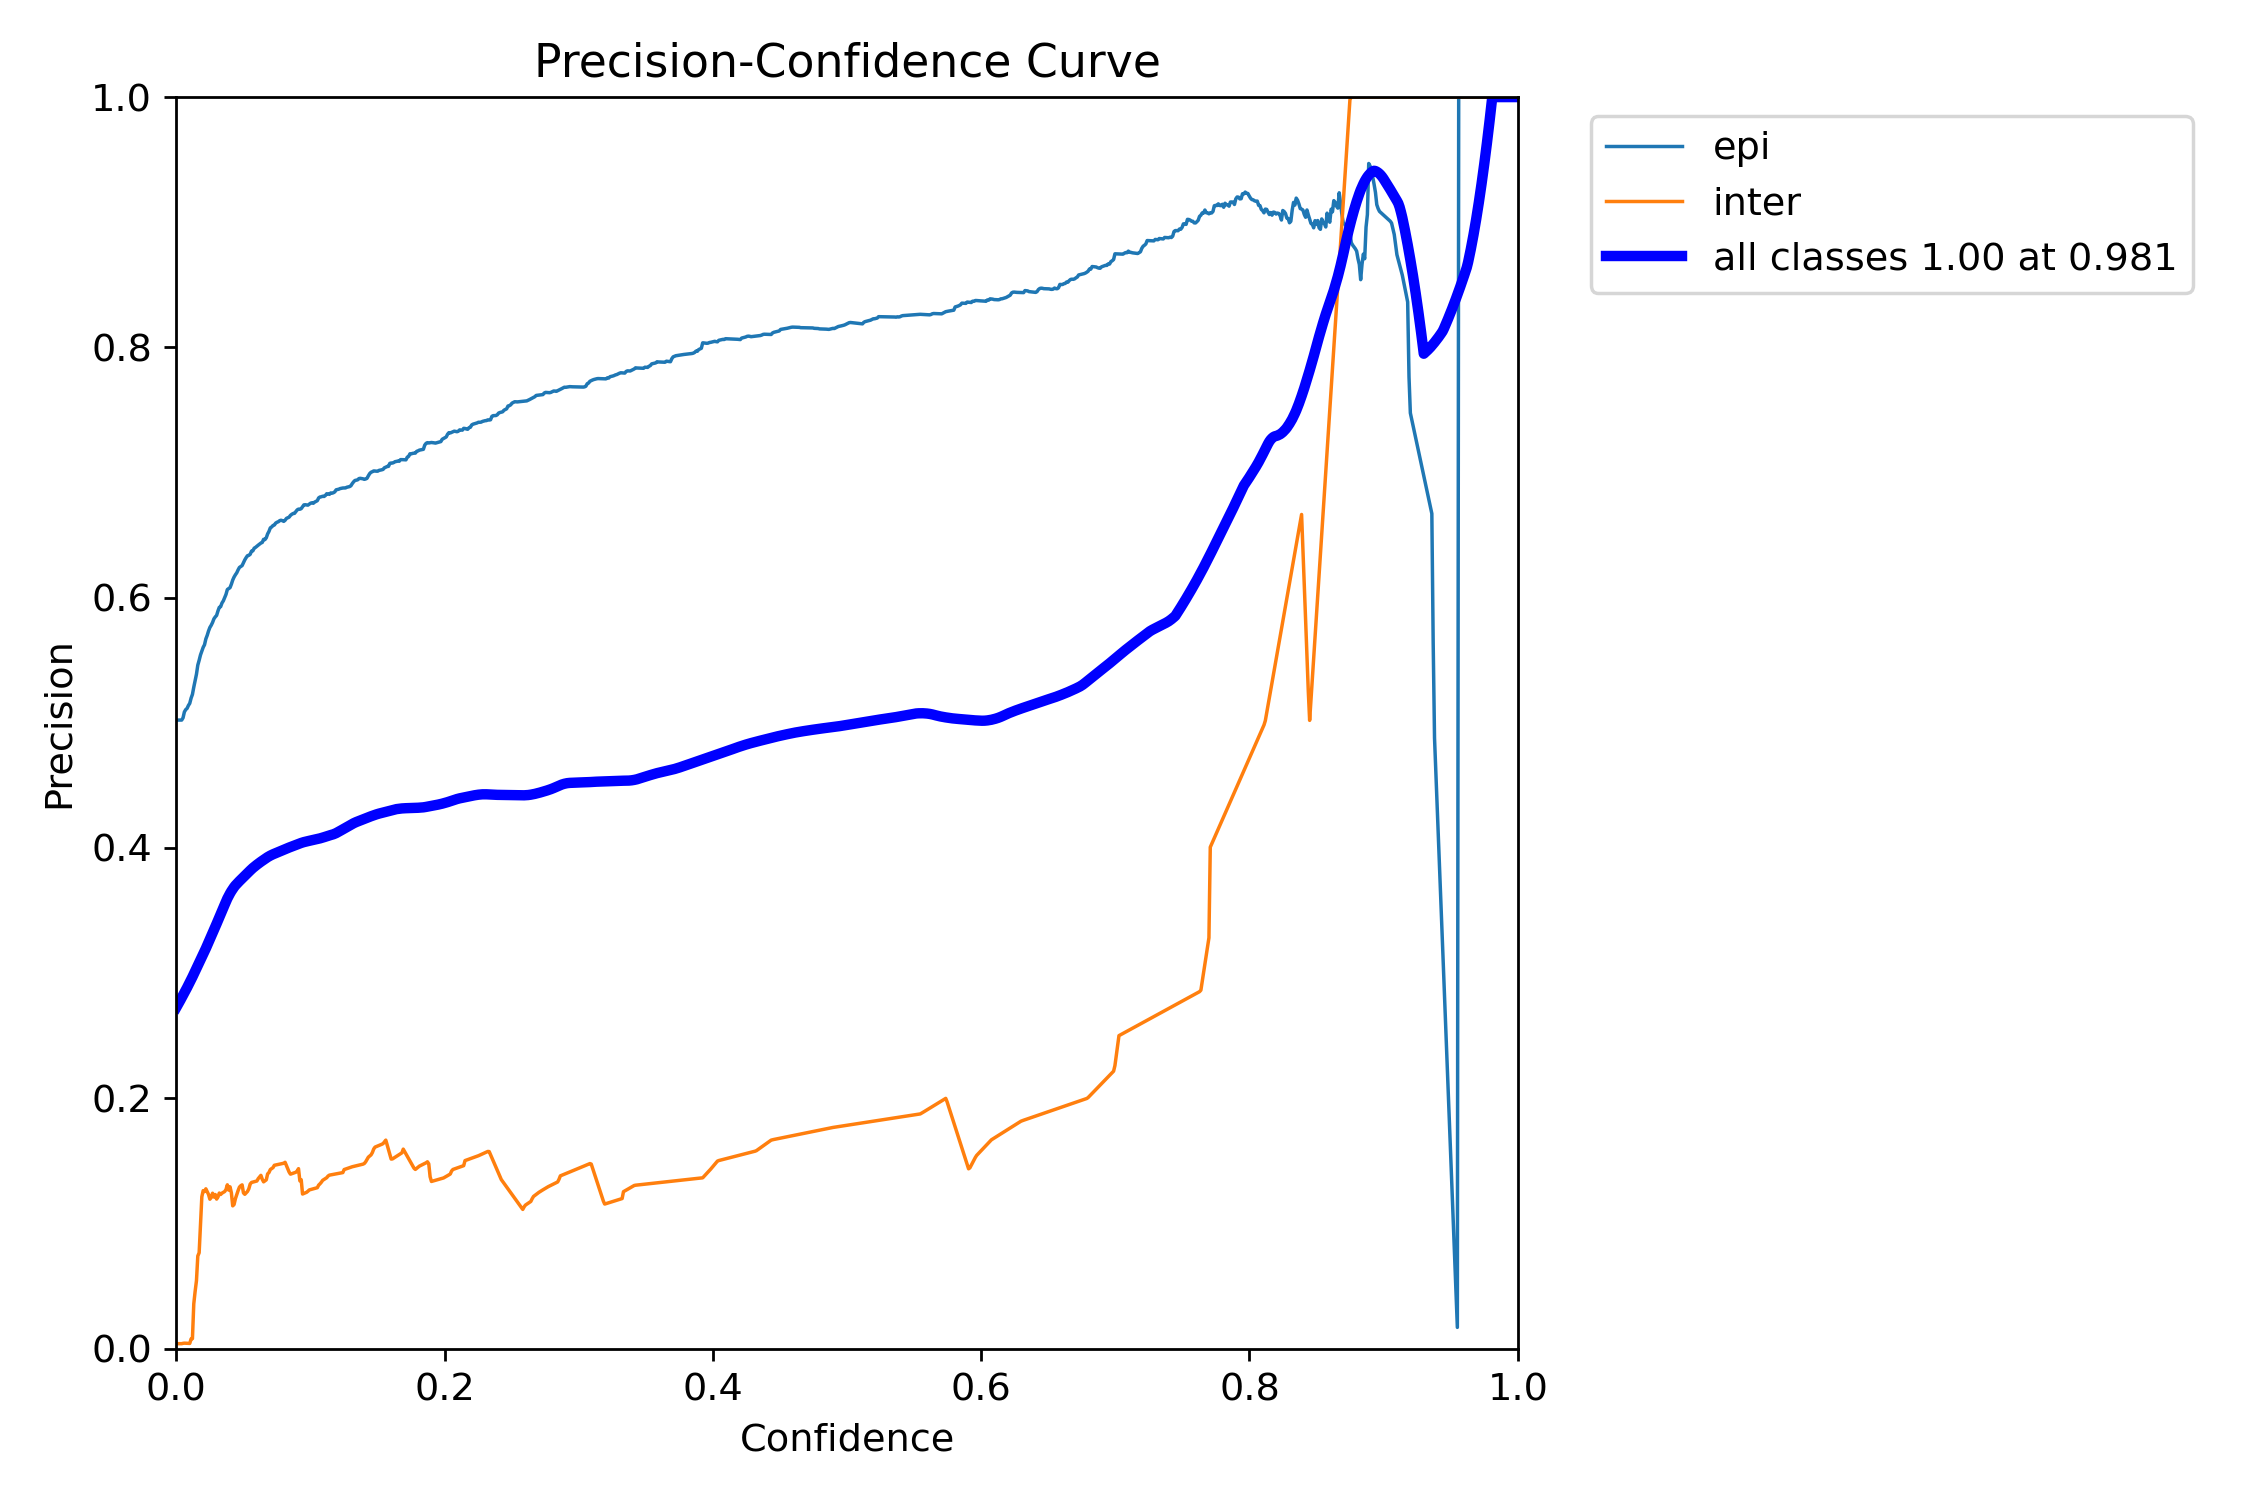 Precision-Confidence Curve
1.0
0.8
0.6
0.4
0.2
0.0
Precision
0.0 0.2 0.4 0.6 0.8 1.0
Confidence
epi
inter
all classes 1.00 at 0.981